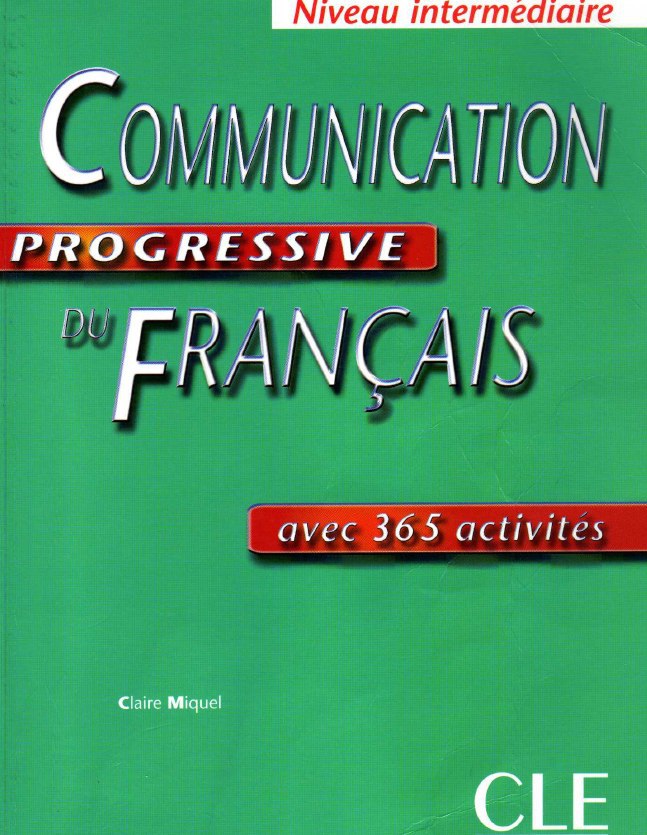 Niveau intermédiaire
COMMUNICATION
PROGRESSIVE
DU FRANÇAIS
avec 365 activités
Claire Miquel
CLE